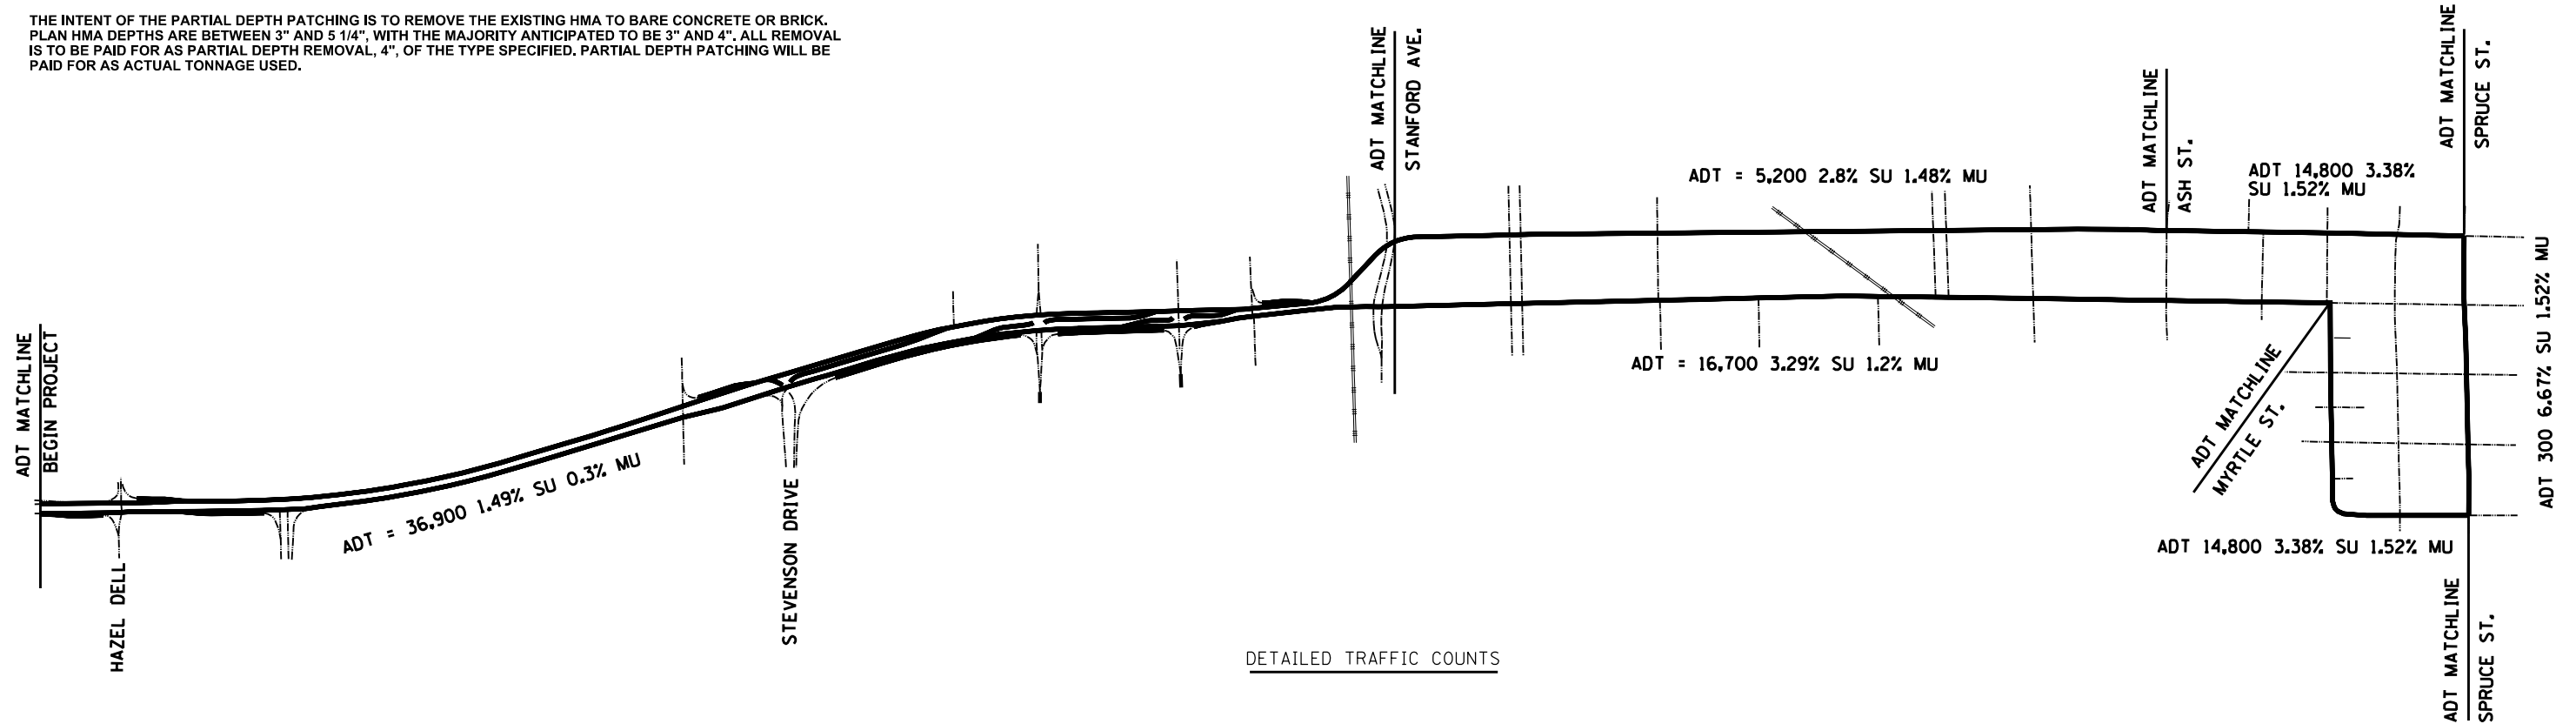 THE INTENT OF THE PARTIAL DEPTH PATCHING IS TO REMOVE THE EXISTING HMA TO BARE CONCRETE OR BRICK.
PLAN HMA DEPTHS ARE BETWEEN 3" AND 5 1/4", WITH THE MAJORITY ANTICIPATED TO BE 3" AND 4". ALL REMOVAL
IS TO BE PAID FOR AS PARTIAL DEPTH REMOVAL, 4", OF THE TYPE SPECIFIED. PARTIAL DEPTH PATCHING WILL BE
PAID FOR AS ACTUAL TONNAGE USED.
ADT MATCHLINE
BEGIN PROJECT
HAZEL DELL
ADT = 36,900 1.49% SU 0.3% MU
STEVENSON DRIVE
ADT MATCHLINE
STANFORD AVE.
ADT = 5,200 2.8% SU 1.48% MU
ADT = 16,700 3.29% SU 1.2% MU
ADT MATCHLINE
ASH ST.
ADT 14,800 3.38%
SU 1.52% MU
ADT MATCHLINE
SPRUCE ST.
ADT 300 6.67% SU 1.52% MU
ADT MATCHLINE
MYRTLE ST.
ADT 14,800 3.38% SU 1.52% MU
ADT MATCHLINE
SPRUCE ST.
DETAILED TRAFFIC COUNTS